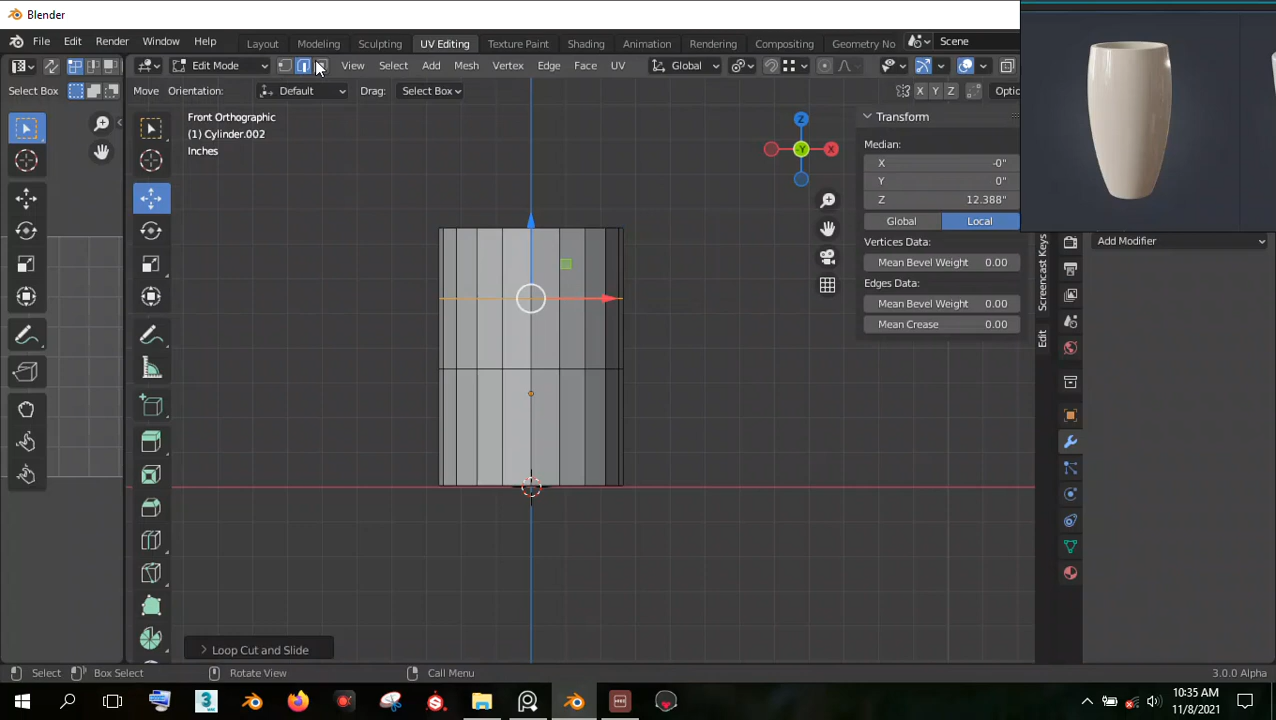 Blender
File Edit Render Window Help Layout Modeling Sculpting UV Editing Texture Paint Shading Animation Rendering Geometry No Scene
Edit Mode View Select Add Mesh Vertex Edge Face UV Global
Select Box Move Orientation: Default Drag: Select Box X Y Z Optio
Front Orthographic
(1) Cylinder.002
Inches
Z
Y
X
Transform
Median:
X -0"
Y 0"
Z 12.388"
Global Local
Vertices Data:
Mean Bevel Weight 0.00
Edges Data:
Mean Bevel Weight 0.00
Mean Crease 0.00
Screencast Keys
Edit
Add Modifier
Loop Cut and Slide
Select Box Select Rotate View Call Menu 3.0.0 Alpha
10:35 AM
11/8/2021